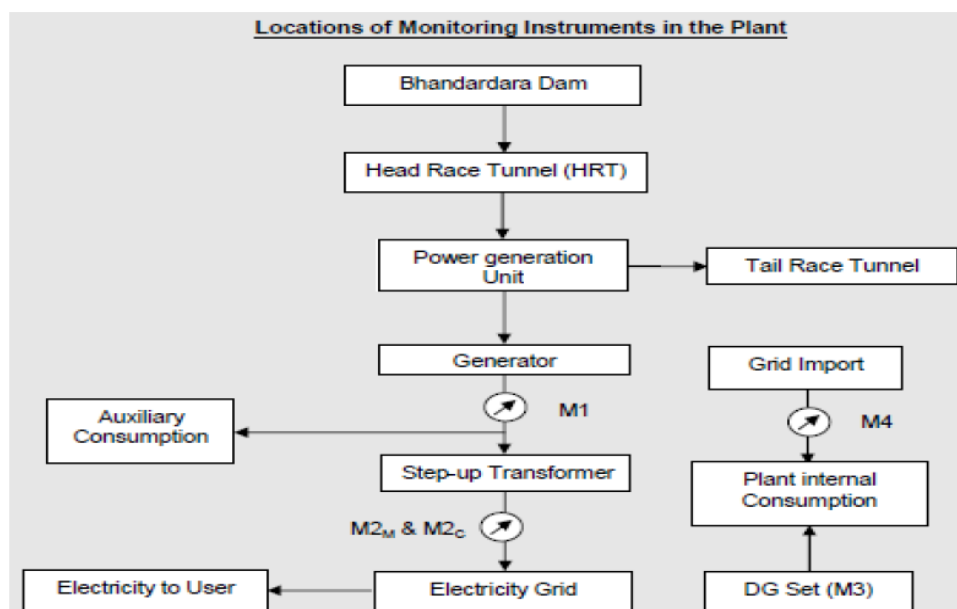 Locations of Monitoring Instruments in the Plant
Bhandardara Dam
Head Race Tunnel (HRT)
Power generation
Unit
Tail Race Tunnel
Generator
Grid Import
M1
M4
Auxiliary
Consumption
Step-up Transformer
Plant internal
Consumption
M2M & M2C
Electricity to User
Electricity Grid
DG Set (M3)